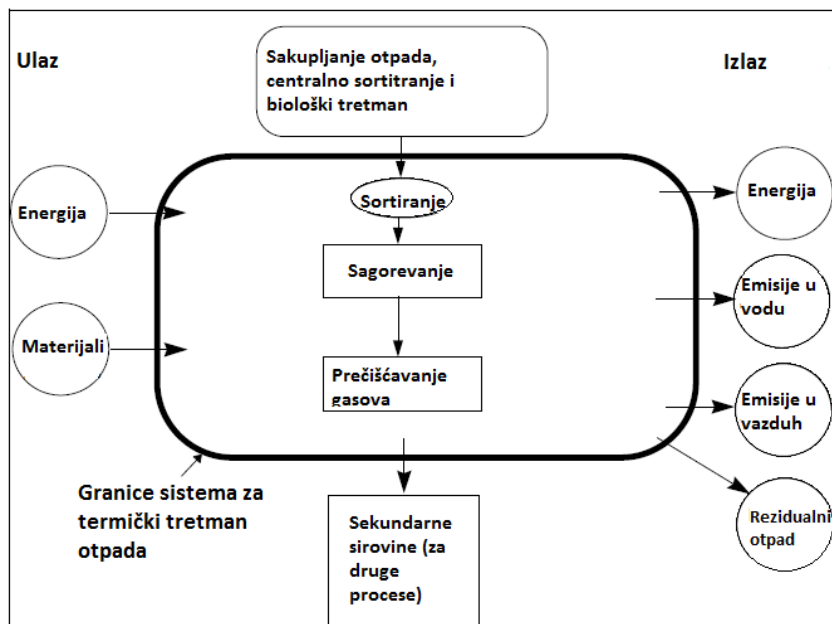 Ulaz
Sakupljanje otpada,
centralno sortitranje i
biološki tretman
Izlaz
Energija
Materijali
Sortiranje
Sagorevanje
Prečišćavanje
gasova
Energija
Emisije u
vodu
Emisije u
vazduh
Rezidualni
otpad
Granice sistema za
termički tretman
otpada
Sekundarne
sirovine (za
druge
procese)